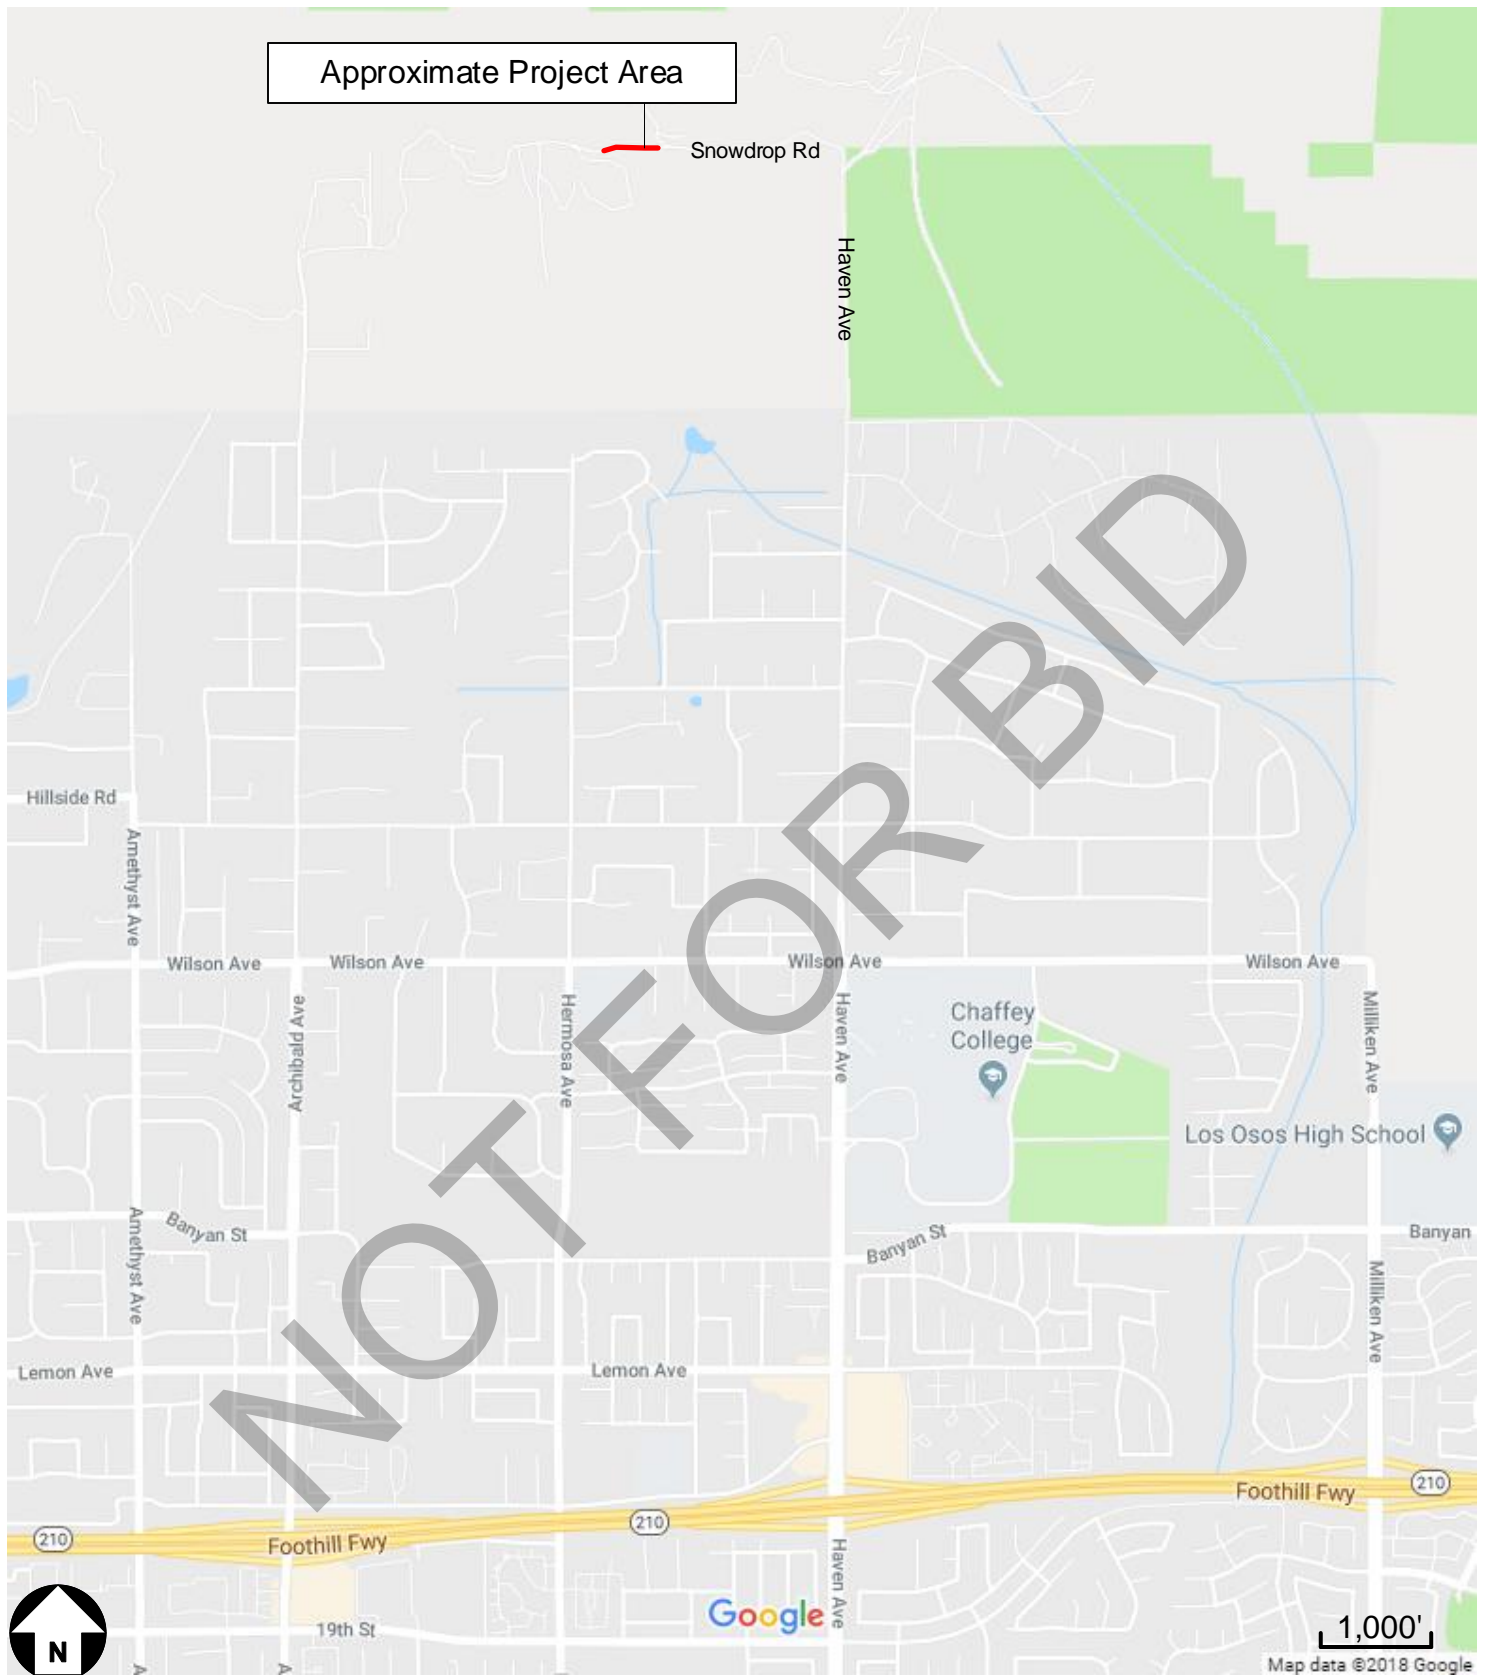 Approximate Project Area
Snowdrop Rd
Haven Ave
Hillside Rd
Amethyst Ave
Wilson Ave
Wilson Ave
Wilson Ave
Wilson Ave
Archibald Ave
Hermosa Ave
Haven Ave
Chaffey
College
Milliken Ave
Los Osos High School
Amethyst Ave
Banyan St
Banyan St
Banyan
Milliken Ave
Lemon Ave
Lemon Ave
NOT FOR BID
210
Foothill Fwy
210
Foothill Fwy
210
Haven Ave
N
19th St
Google
1,000'
A
A
Map data ©2018 Google